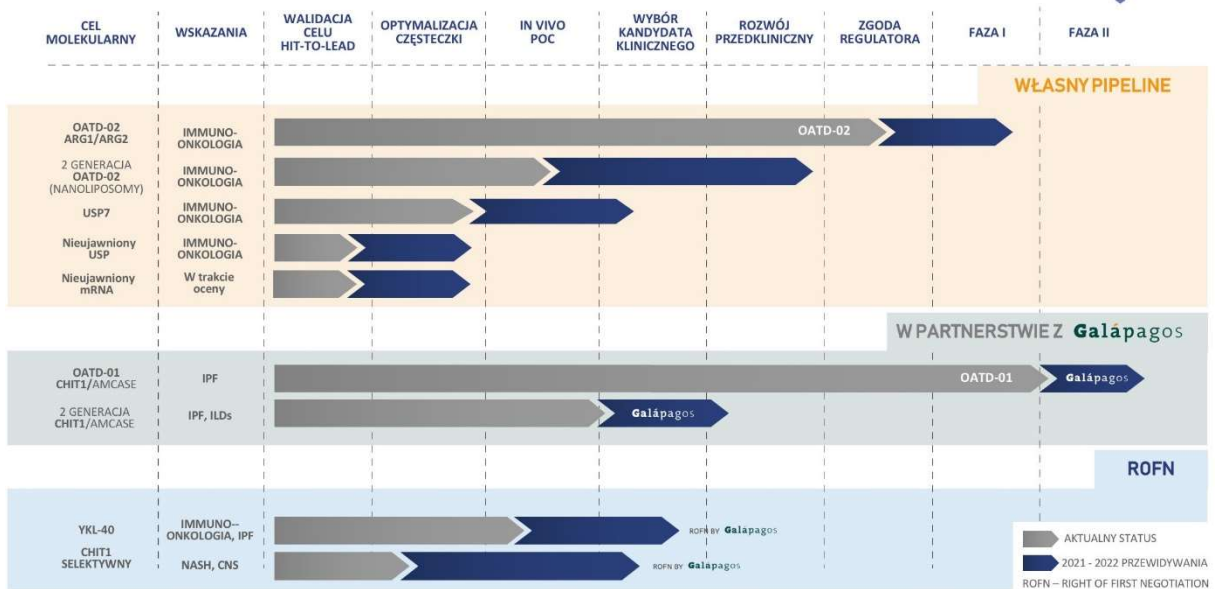 CEL
MOLEKULARNY
WSKAZANIA
WALIDACJA
CELU
HIT-TO-LEAD
OPTYMALIZACJA
CZĘSTECZKI
IN VIVO
POC
WYBÓR
KANDYDATA
KLINICZNEGO
ROZWÓJ
PRZEDKLINICZNY
ZGODA
REGULATORA
FAZA I
FAZA II
WŁASNY PIPELINE
OATD-02
ARG1/ARG2
IMMUNO-
ONKOLOGIA
OATD-02
2 GENERACJA
OATD-02
(NANOLIPOSOMY)
IMMUNO-
ONKOLOGIA
USP7
IMMUNO-
ONKOLOGIA
Nieujawniony
USP
IMMUNO-
ONKOLOGIA
Nieujawniony
mRNA
W trakcie
oceny
W PARTNERSTWIE Z Galápagos
OATD-01
CHIT1/AMCASE
IPF
OATD-01
Galápagos
2 GENERACJA
CHIT1/AMCASE
IPF, ILDs
Galápagos
ROFN
YKL-40
IMMUNO--
ONKOLOGIA, IPF
ROFN BY Galápagos
CHIT1
SELEKTYWNY
NASH, CNS
ROFN BY Galápagos
AKTUALNY STATUS
2021 - 2022 PRZEWIDYWANIA
ROFN – RIGHT OF FIRST NEGOTIATION